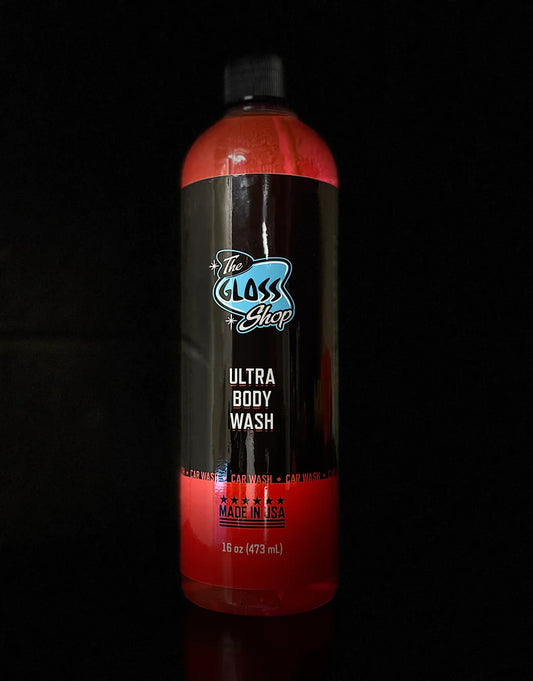 The
GLOSS
Shop
ULTRA
BODY
WASH
CAR WASH • CAR WASH • CAR WASH
MADE IN USA
16 oz (473 mL)